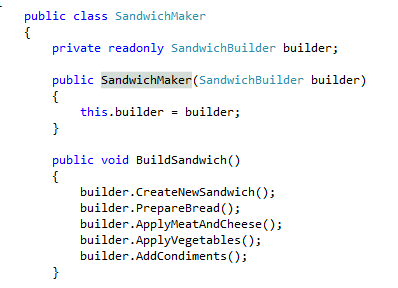 public class SandwichMaker
{
private readonly SandwichBuilder builder;
public SandwichMaker(SandwichBuilder builder)
{
this.builder = builder;
}
public void BuildSandwich()
{
builder.CreateNewSandwich();
builder.PrepareBread();
builder.ApplyMeatAndCheese();
builder.ApplyVegetables();
builder.AddCondiments();
}